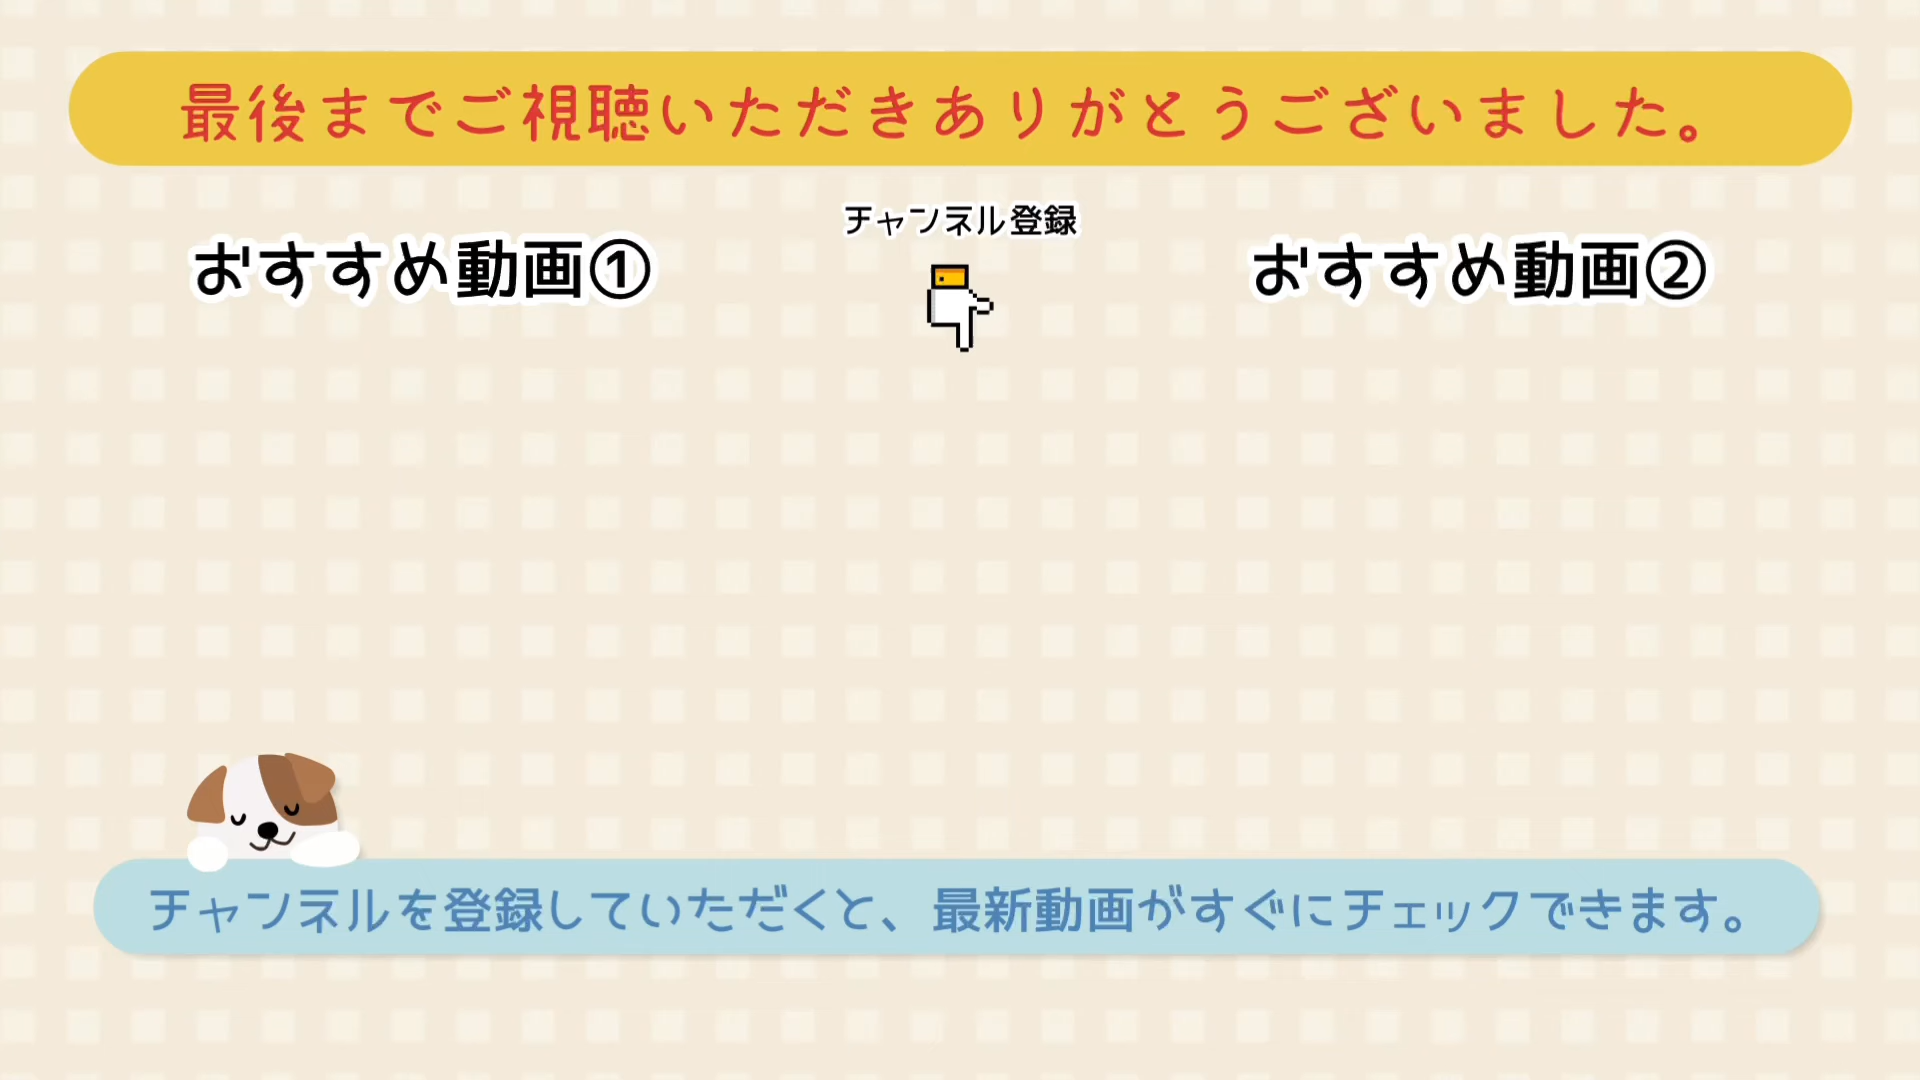 最後までご視聴いただきありがとうございました。
チャンネル登録
おすすめ動画①
おすすめ動画②
チャンネルを登録していただくと、最新動画がすぐにチェックできます。